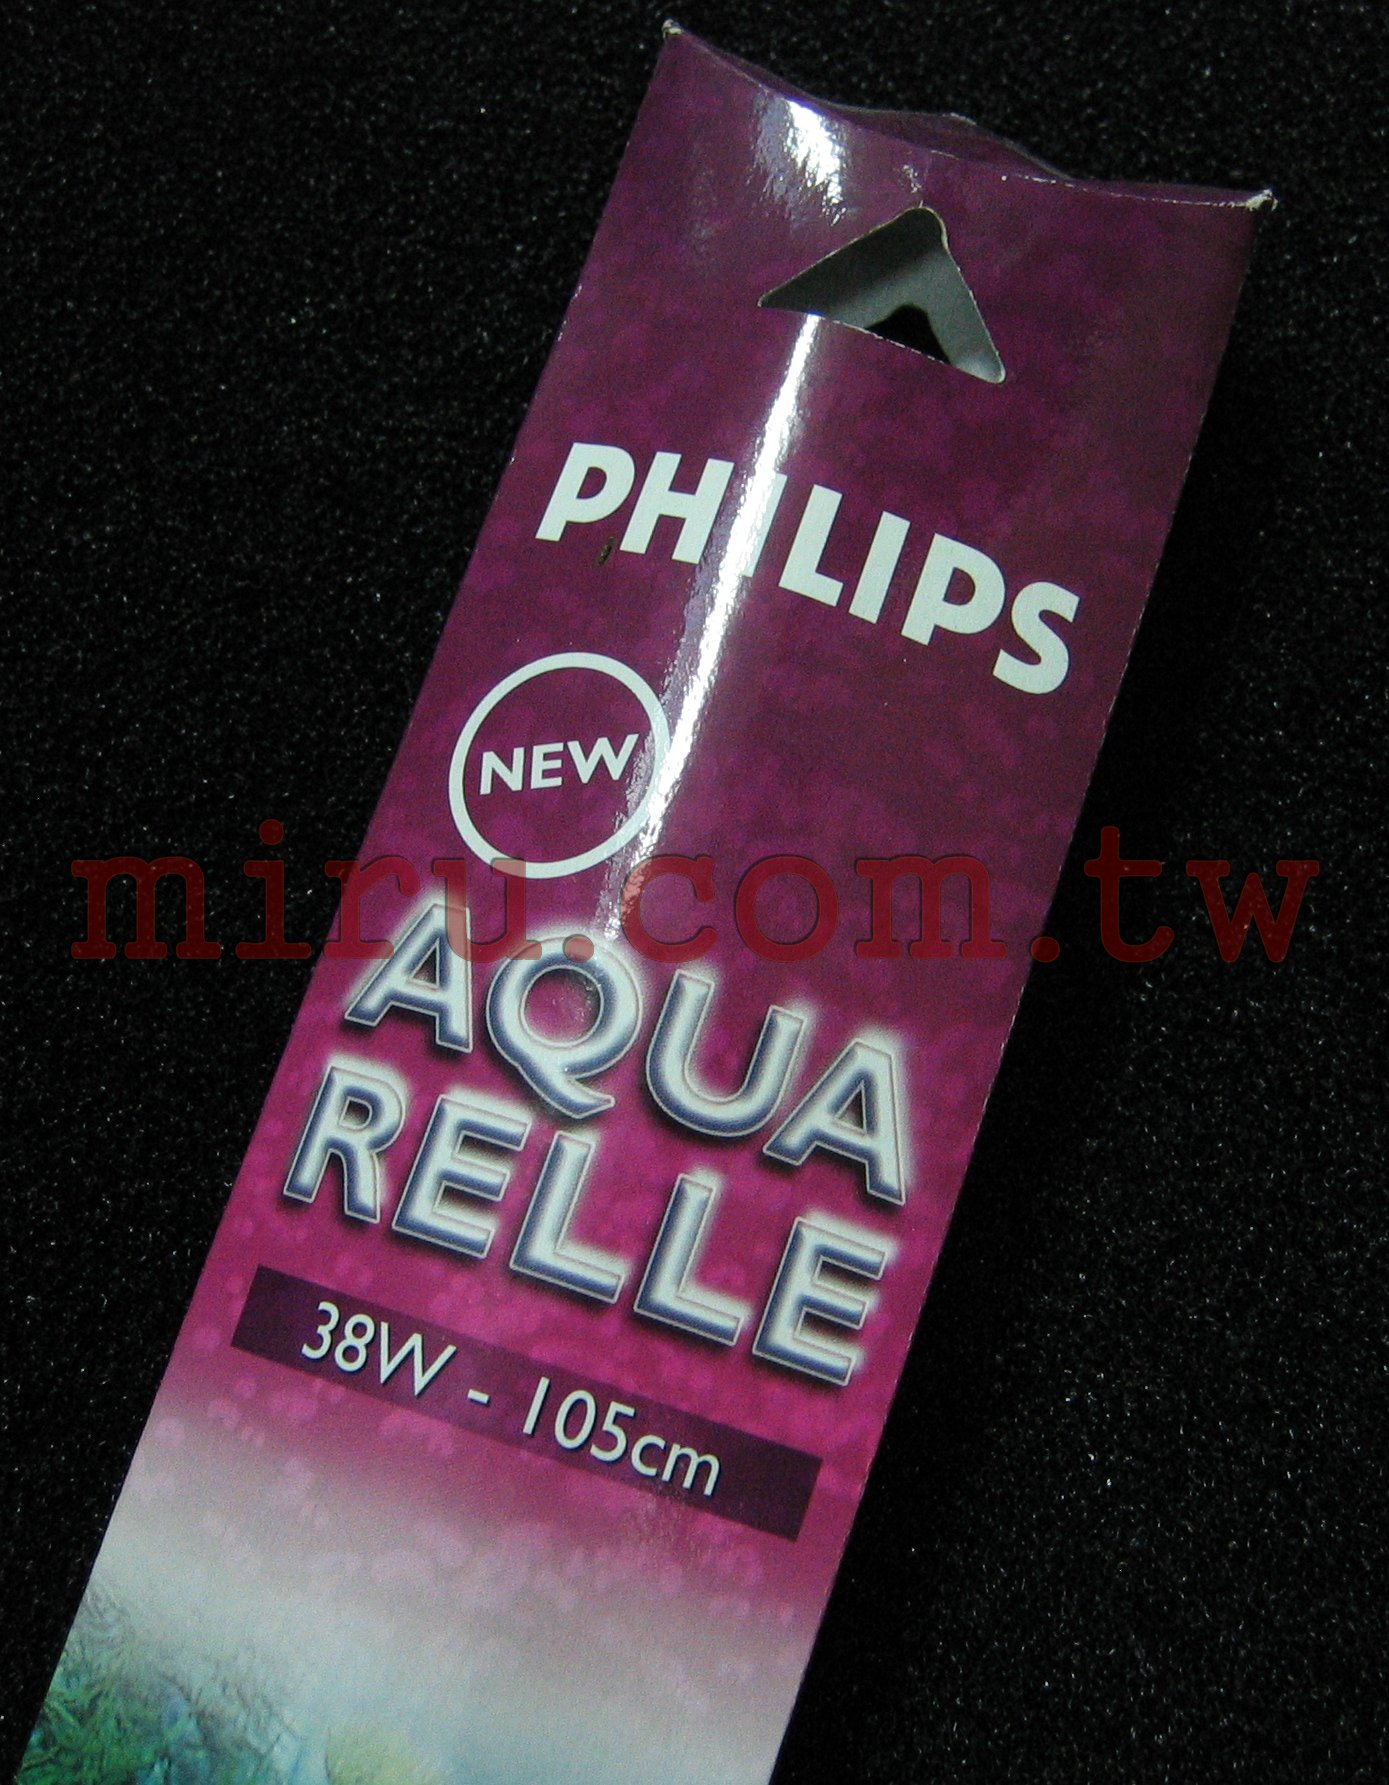 PHILIPS
NEW
miru.com.tw
AQUA
RELLE
38W - 105cm